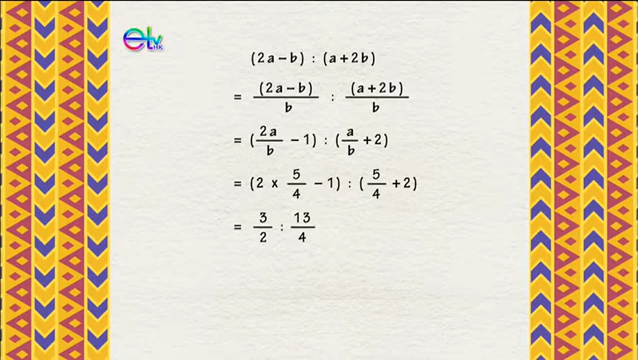 etv HK
(2a – b) : (a + 2b)
= (2a – b)/b : (a + 2b)/b
= (2a/b – 1) : (a/b + 2)
= (2 x 5/4 – 1) : (5/4 + 2)
= 3/2 : 13/4